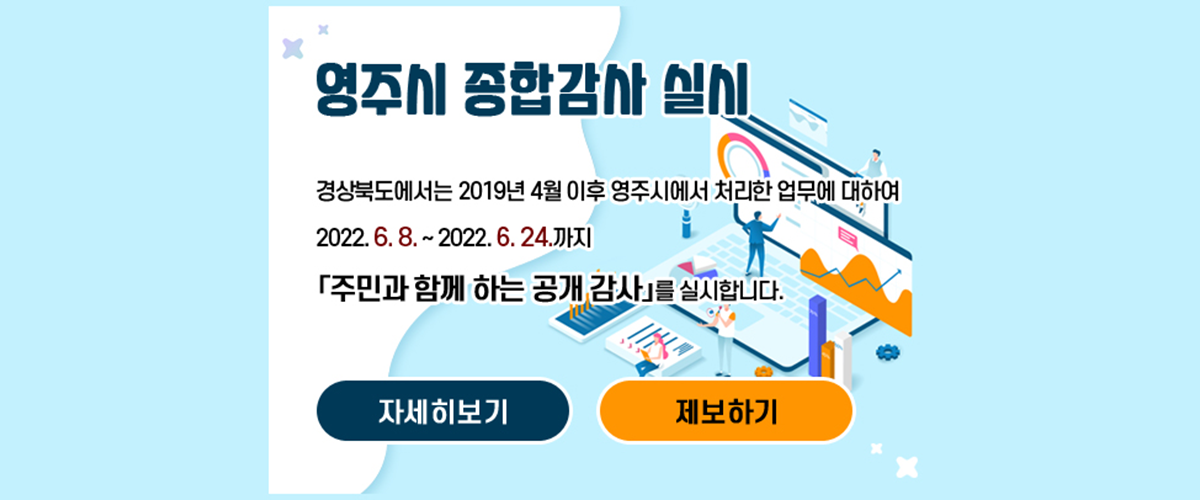 영주시 종합감사 실시
경상북도에서는 2019년 4월 이후 영주시에서 처리한 업무에 대하여
2022. 6. 8. ~ 2022. 6. 24.까지
「주민과 함께 하는 공개 감사」를 실시합니다.
자세히보기
제보하기